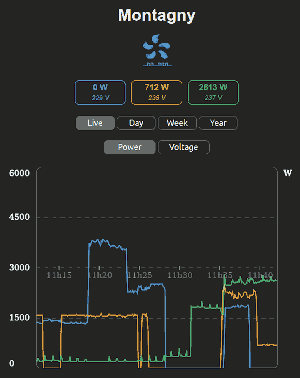 Montagny
0 W 712 W 2813 W
229 V 235 V 237 V
Live Day Week Year
Power Voltage
6000 W
4500
3000
11h15 11h20 11h25 11h30 11h35 11h40
1500
0